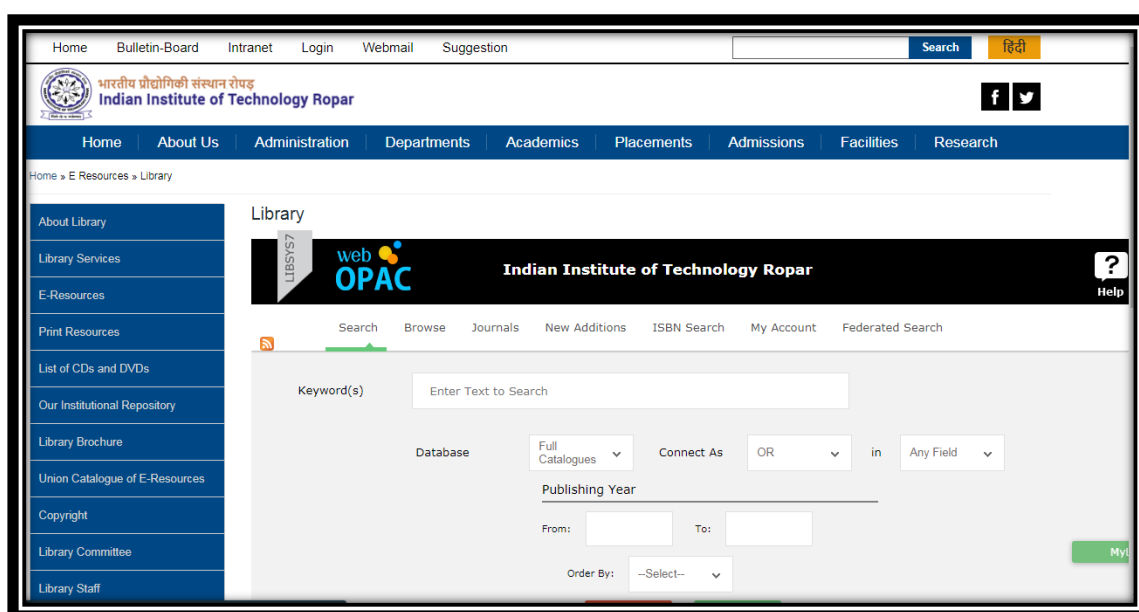 Home Bulletin-Board Intranet Login Webmail Suggestion Search हिंदी
भारतीय प्रौद्योगिकी संस्थान रोपड़
Indian Institute of Technology Ropar
Home About Us Administration Departments Academics Placements Admissions Facilities Research
Home » E Resources » Library
About Library
Library Services
E-Resources
Print Resources
List of CDs and DVDs
Our Institutional Repository
Library Brochure
Union Catalogue of E-Resources
Copyright
Library Committee
Library Staff
Library
LIBSYS7
web
OPAC
Indian Institute of Technology Ropar
?
Help
Search Browse Journals New Additions ISBN Search My Account Federated Search
Keyword(s) Enter Text to Search
Database Full Catalogues Connect As OR in Any Field
Publishing Year
From: To:
Order By: --Select--